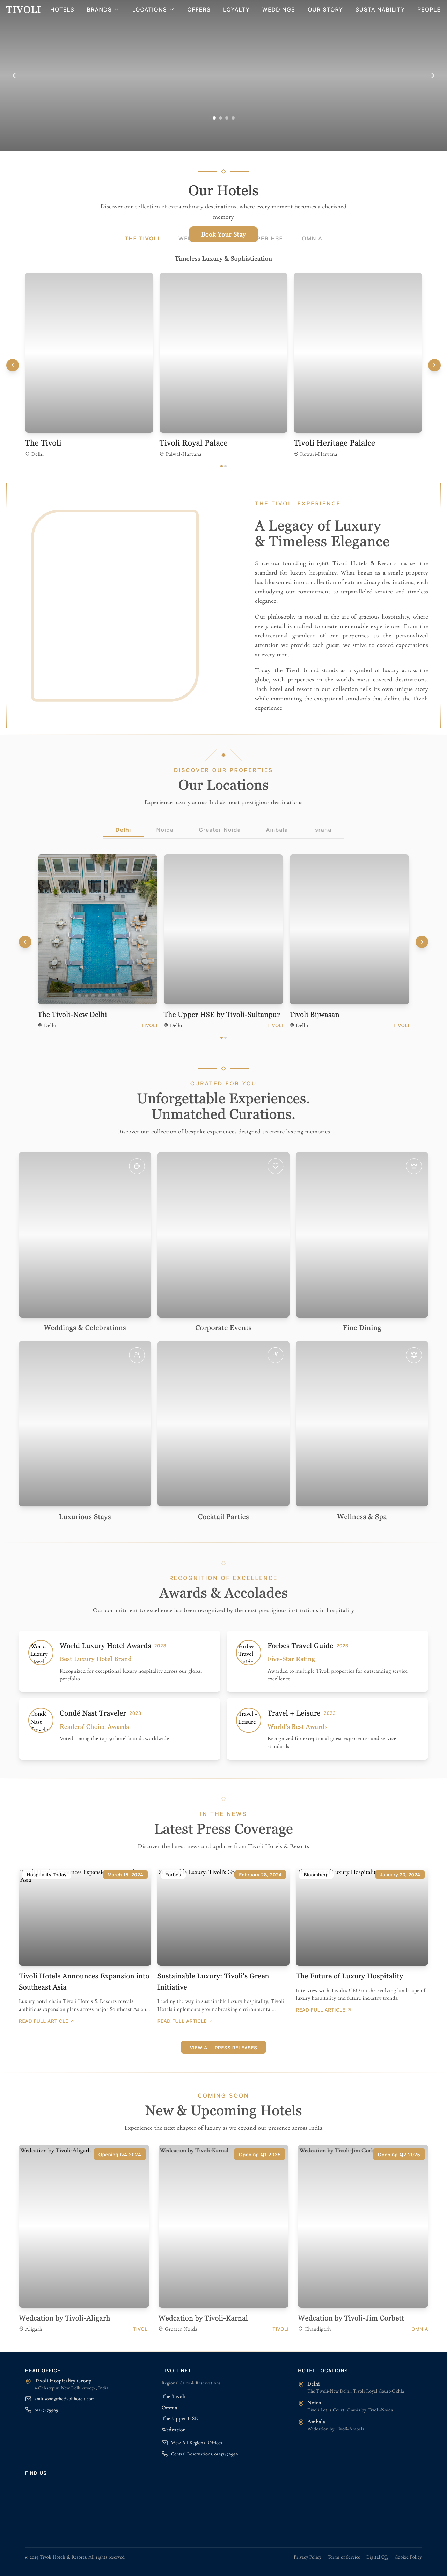 TIVOLI HOTELS BRANDS LOCATIONS OFFERS LOYALTY WEDDINGS OUR STORY SUSTAINABILITY PEOPLE
Our Hotels
Discover our collection of extraordinary destinations, where every moment becomes a cherished
memory
Book Your Stay
THE TIVOLI HSE OMNIA
Timeless Luxury & Sophistication
The Tivoli Tivoli Royal Palace Tivoli Heritage Palalce
Delhi Palwal-Haryana Rewari-Haryana
THE TIVOLI EXPERIENCE
A Legacy of Luxury
& Timeless Elegance
Since our founding in 1988, Tivoli Hotels & Resorts has set the
standard for luxury hospitality. What began as a single property
has blossomed into a collection of extraordinary destinations, each
embodying our commitment to unparalleled service and timeless
elegance.
Our philosophy is rooted in the art of gracious hospitality, where
every detail is crafted to create memorable experiences. From the
architectural grandeur of our properties to the personalized
attention we provide each guest, we strive to exceed expectations
at every turn.
Today, the Tivoli brand stands as a symbol of luxury across the
globe, with properties in the world's most coveted destinations.
Each hotel and resort in our collection tells its own unique story
while maintaining the exceptional standards that define the Tivoli
experience.
DISCOVER OUR PROPERTIES
Our Locations
Experience luxury across India's most prestigious destinations
Delhi Noida Greater Noida Ambala Israna
The Tivoli-New Delhi The Upper HSE by Tivoli-Sultanpur Tivoli Bijwasan
Delhi TIVOLI Delhi TIVOLI Delhi TIVOLI
CURATED FOR YOU
Unforgettable Experiences.
Unmatched Curations.
Discover our collection of bespoke experiences designed to create lasting memories
Weddings & Celebrations Corporate Events Fine Dining
Luxurious Stays Cocktail Parties Wellness & Spa
RECOGNITION OF EXCELLENCE
Awards & Accolades
Our commitment to excellence has been recognized by the most prestigious institutions in hospitality
World Luxury World Luxury Hotel Awards 2023
Best Luxury Hotel Brand
Recognized for exceptional luxury hospitality across our global
portfolio
Forbes Travel Forbes Travel Guide 2023
Five-Star Rating
Awarded to multiple Tivoli properties for outstanding service
excellence
Condé Nast Condé Nast Traveler 2022
Readers' Choice Awards
Voted among the top 50 hotel brands worldwide
Travel + Leisure Travel + Leisure 2022
World's Best Awards
Recognized for exceptional guest experiences and service
standards
IN THE NEWS
Latest Press Coverage
Discover the latest news and updates from Tivoli Hotels & Resorts
Hospitality Today March 15, 2024 Forbes February 28, 2024 Bloomberg January 20, 2024
Asia
Tivoli Hotels Announces Expansion into
Southeast Asia
Luxury hotel chain Tivoli Hotels & Resorts reveals
ambitious expansion plans across major Southeast Asian...
READ FULL ARTICLE
Sustainable Luxury: Tivoli's Green
Initiative
Leading the way in sustainable luxury hospitality, Tivoli
Hotels implements groundbreaking environmental...
READ FULL ARTICLE
The Future of Luxury Hospitality
Interview with Tivoli's CEO on the evolving landscape of
luxury hospitality and future industry trends.
READ FULL ARTICLE
VIEW ALL PRESS RELEASES
COMING SOON
New & Upcoming Hotels
Experience the next chapter of luxury as we expand our presence across India
Wedcation by Tivoli-Aligarh Opening Q4 2024 Wedcation by Tivoli-Karnal Opening Q1 2025 Wedcation by Tivoli-Jim Opening Q2 2025
Wedcation by Tivoli-Aligarh Wedcation by Tivoli-Karnal Wedcation by Tivoli-Jim Corbett
Aligarh TIVOLI Greater Noida TIVOLI Chandigarh OMNIA
HEAD OFFICE
Tivoli Hospitality Group
1-Chhatrpur, New Delhi-110074, India
TIVOLI NET
Regional Sales & Reservations
The Tivoli
Omnia
The Upper HSE
Wedcation
View All Regional Offices
Central Reservations:
HOTEL LOCATIONS
Delhi
The Tivoli-New Delhi, Tivoli Royal Court-Okhla
Noida
Tivoli Lotus Court, Omnia by Tivoli-Noida
Ambala
Wedcation by Tivoli-Ambala
FIND US
Tivoli Hotels & Resorts. All rights reserved.
Privacy Policy Terms of Service Digital QR Cookie Policy